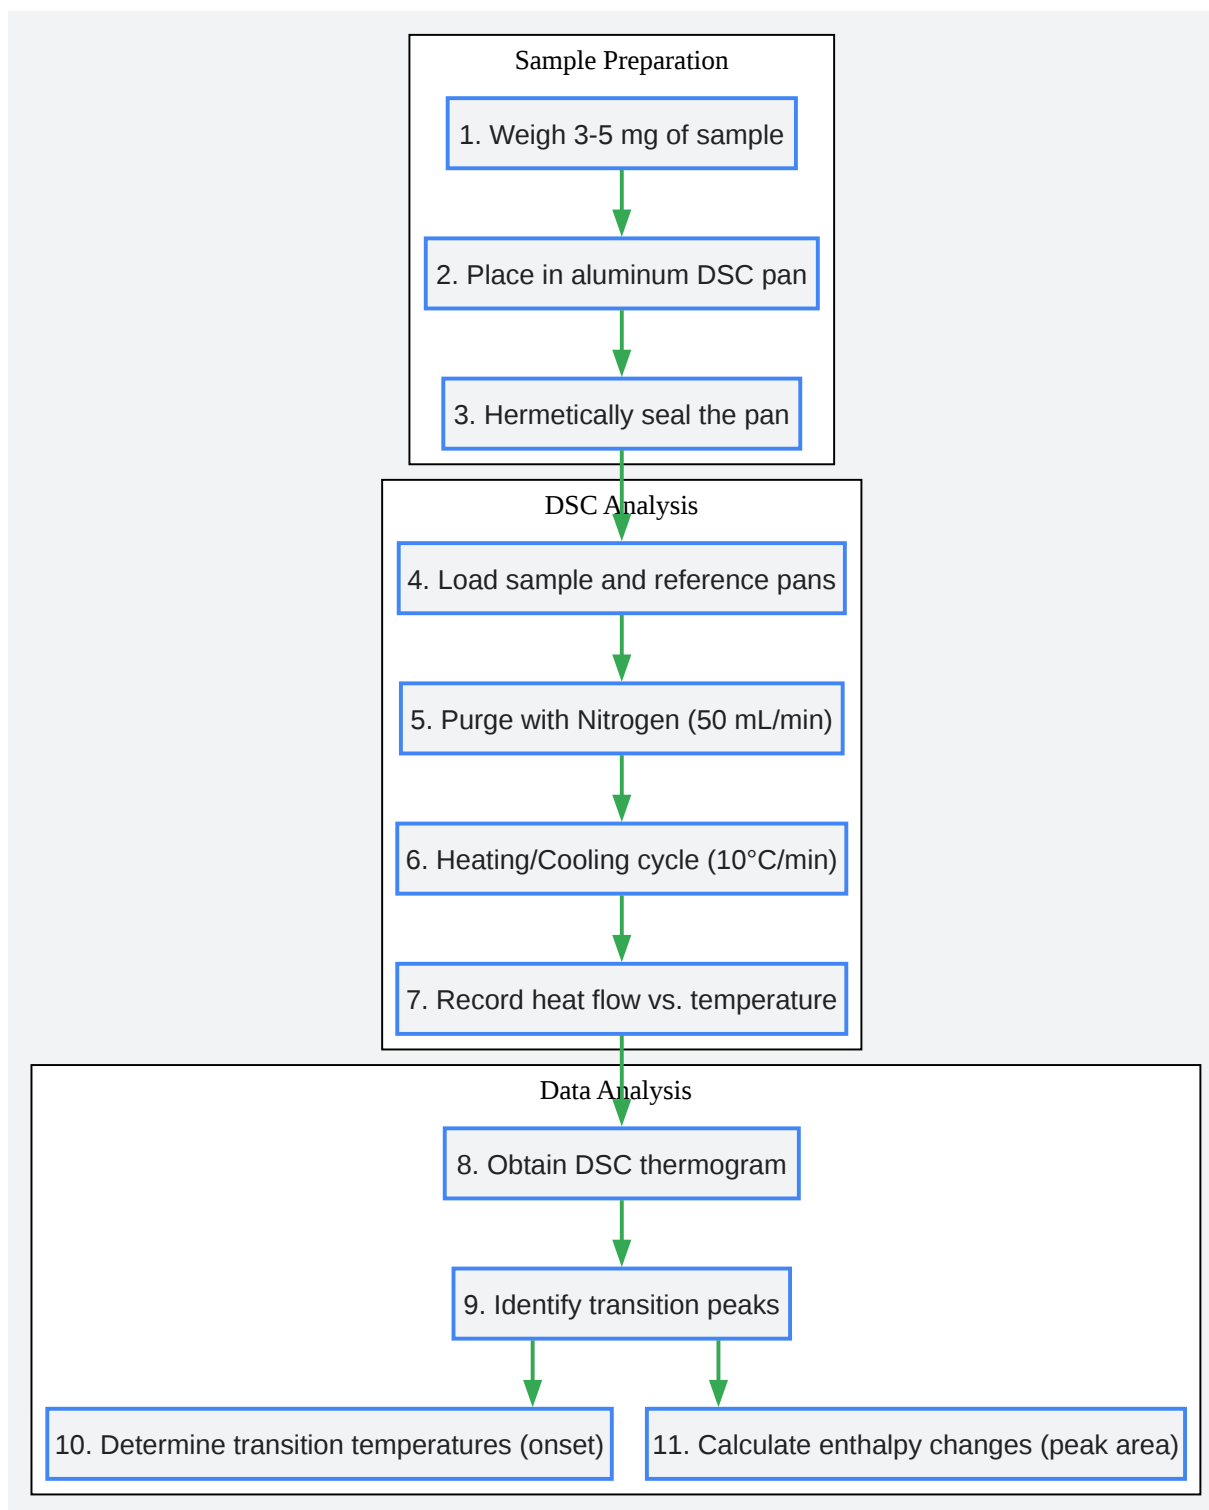 Sample Preparation
1. Weigh 3-5 mg of sample
2. Place in aluminum DSC pan
3. Hermetically seal the pan
DSC Analysis
4. Load sample and reference pans
5. Purge with Nitrogen (50 mL/min)
6. Heating/Cooling cycle (10°C/min)
7. Record heat flow vs. temperature
Data Analysis
8. Obtain DSC thermogram
9. Identify transition peaks
10. Determine transition temperatures (onset)
11. Calculate enthalpy changes (peak area)